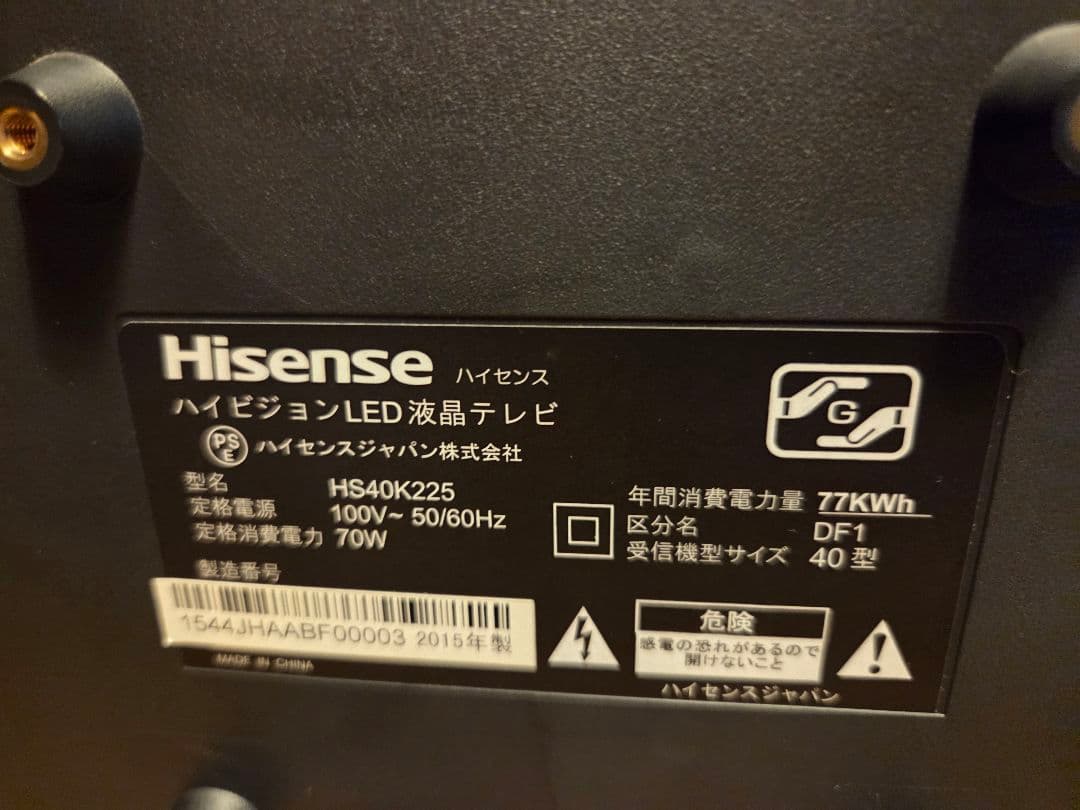 Hisense ハイセンス
ハイビジョンLED液晶テレビ
PSE ハイセンスジャパン株式会社
G
型名 HS40K225
定格電源 100V~ 50/60Hz
定格消費電力 70W
年間消費電力量 77KWh
区分名 DF1
受信機型サイズ 40型
製造番号
1544JHAABF00003 2015年製
MADE IN CHINA
危険
感電の恐れがあるので
開けないこと
ハイセンスジャパン